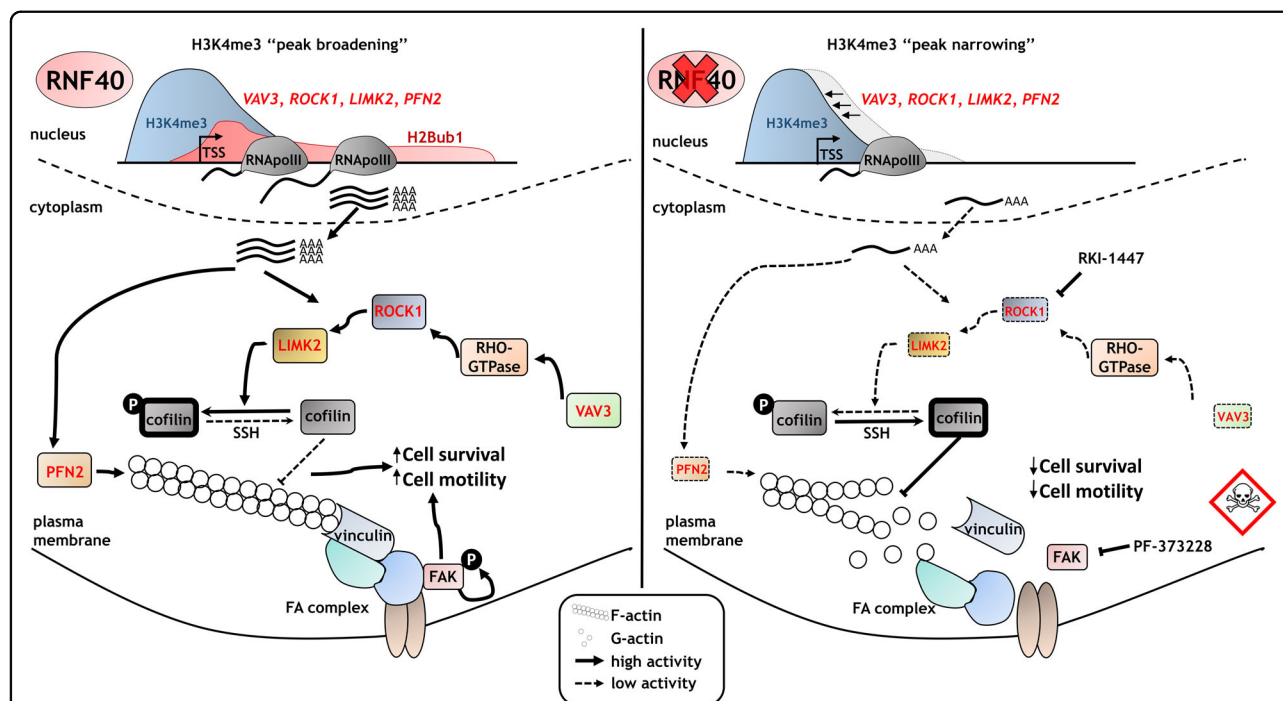 H3K4me3 “peak broadening”
RNF40
VAV3, ROCK1, LIMK2, PFN2
H3K4me3
H2Bub1
nucleus
TSS
RNApolII
RNApolII
AAA
AAA
AAA
cytoplasm
AAA
AAA
AAA
ROCK1
LIMK2
RHO-
GTPase
VAV3
P
cofilin
cofilin
SSH
PFN2
Cell survival
Cell motility
plasma
membrane
vinculin
P
FAK
FA complex
H3K4me3 “peak narrowing”
RNF40
VAV3, ROCK1, LIMK2, PFN2
H3K4me3
nucleus
TSS
RNApolII
AAA
cytoplasm
AAA
RKI-1447
ROCK1
LIMK2
RHO-
GTPase
VAV3
P
cofilin
cofilin
SSH
PFN2
Cell survival
Cell motility
plasma
membrane
vinculin
FAK
PF-373228
FA complex
F-actin
G-actin
high activity
low activity